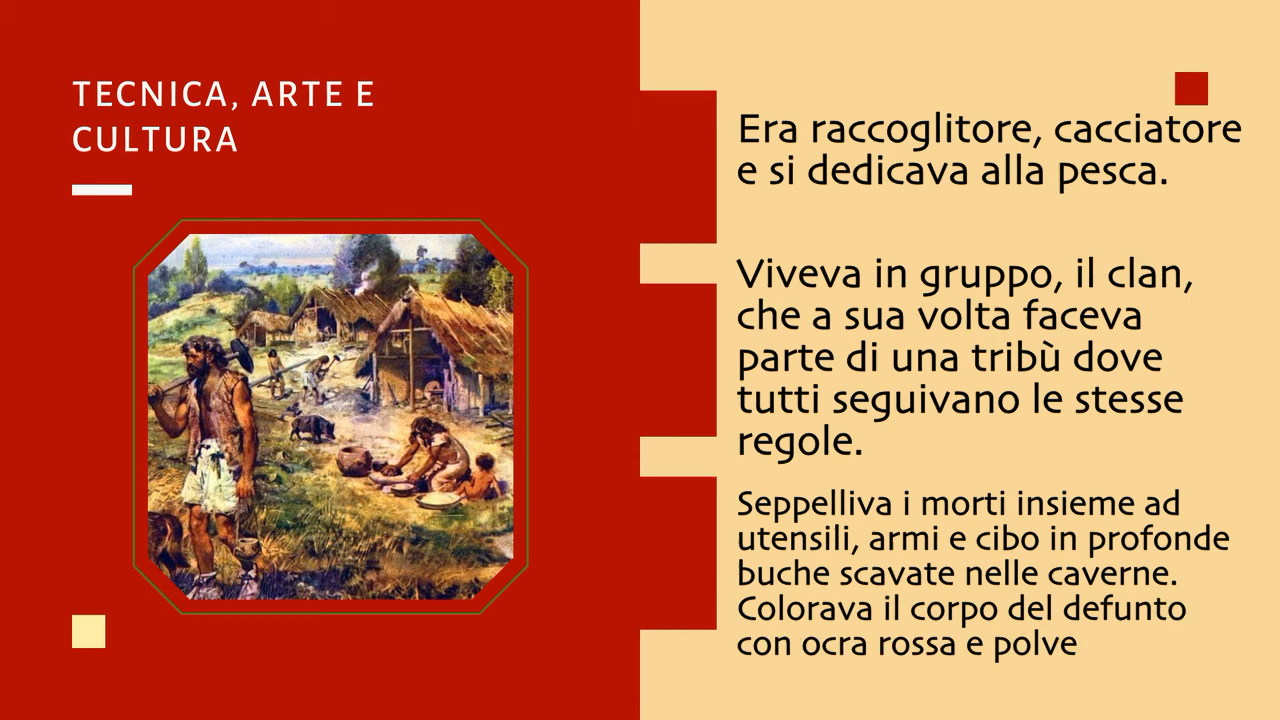 TECNICA, ARTE E
CULTURA
Era raccoglitore, cacciatore
e si dedicava alla pesca.
Viveva in gruppo, il clan,
che a sua volta faceva
parte di una tribù dove
tutti seguivano le stesse
regole.
Seppelliva i morti insieme ad
utensili, armi e cibo in profonde
buche scavate nelle caverne.
Colorava il corpo del defunto
con ocra rossa e polve